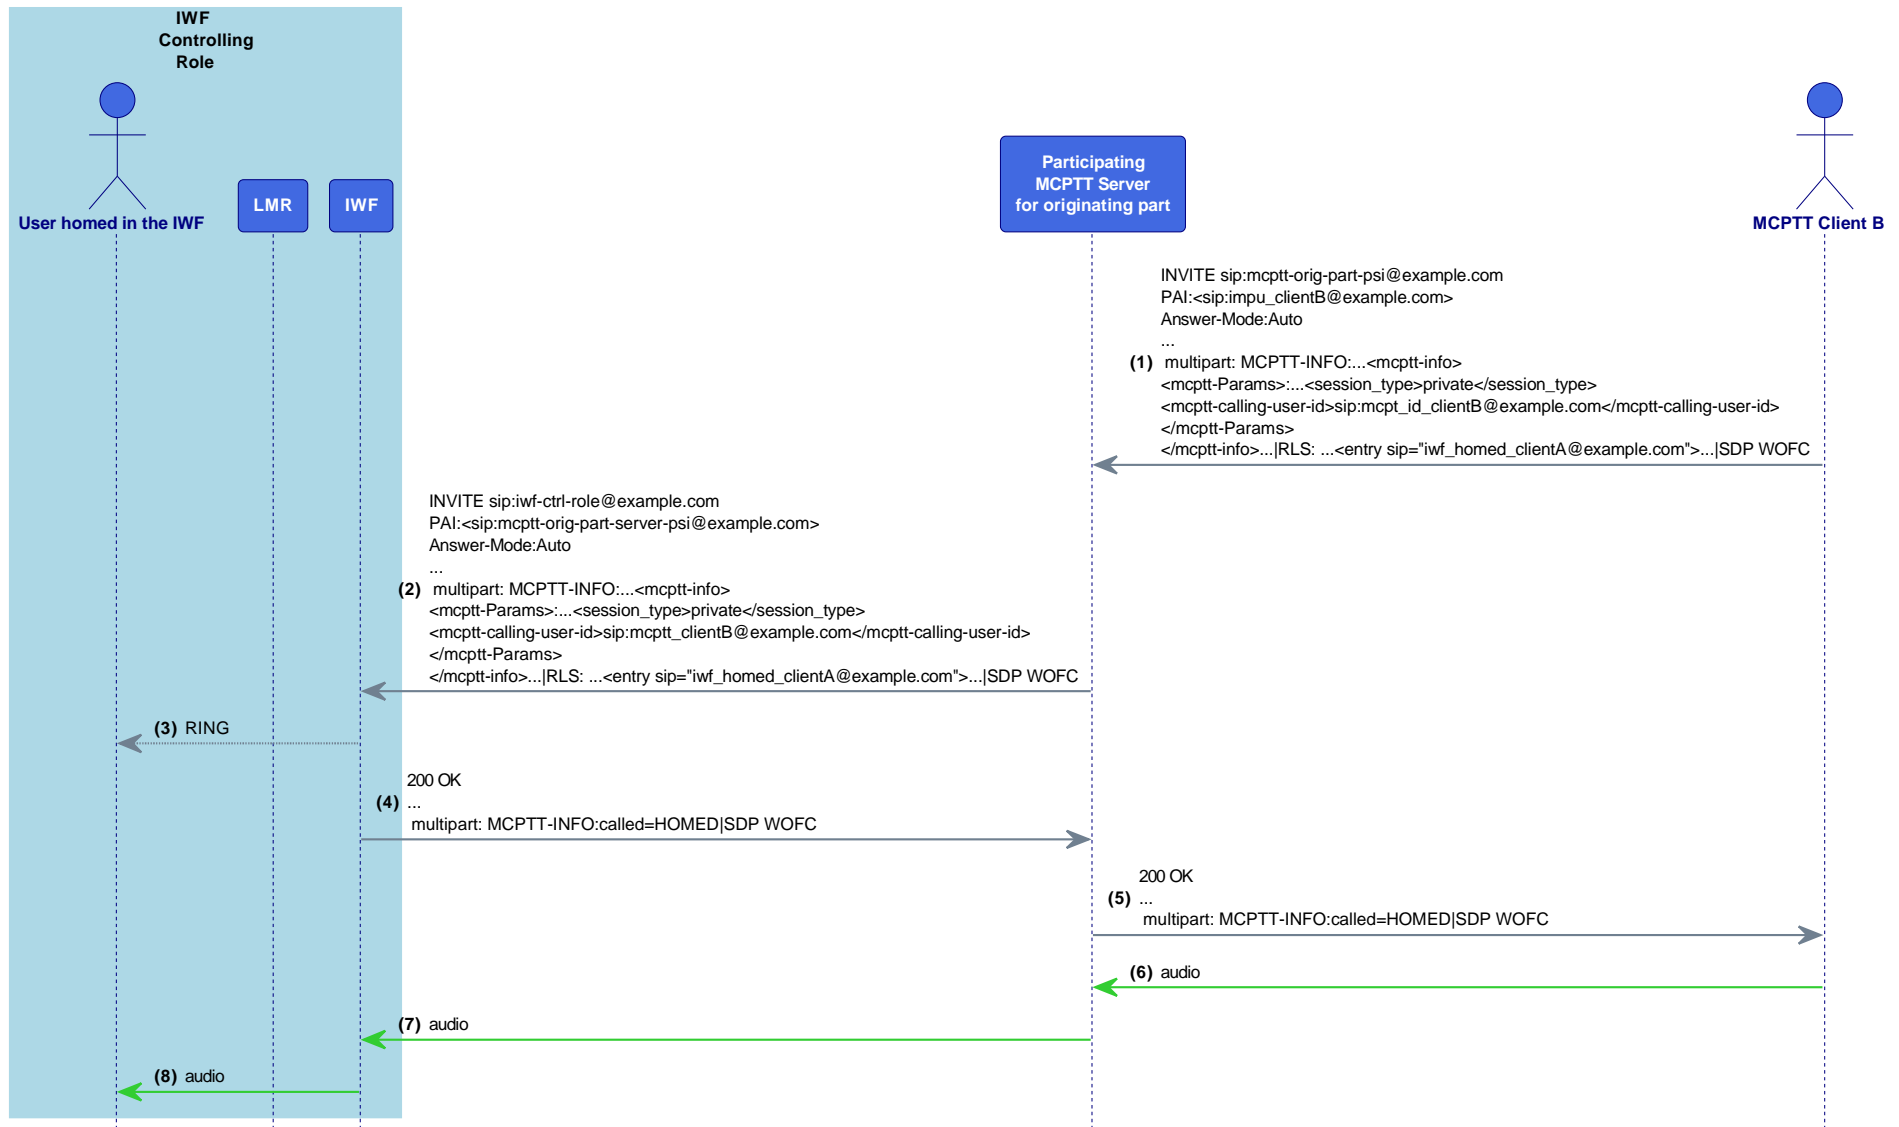 IWF
Controlling
Role
User homed in the IWF
LMR
IWF
Participating
MCPTT Server
for originating part
MCPTT Client B
INVITE sip:mcptt-orig-part-psi@example.com
PAI:<sip:impu_clientB@example.com>
Answer-Mode:Auto
...
(1) multipart: MCPTT-INFO:...<mcptt-info>
<mcptt-Params>:...<session_type>private</session_type>
<mcptt-calling-user-id>sip:mcpt_id_clientB@example.com</mcptt-calling-user-id>
</mcptt-Params>
</mcptt-info>...|RLS: ...<entry sip="iwf_homed_clientA@example.com">...|SDP WOFC
INVITE sip:iwf-ctrl-role@example.com
PAI:<sip:mcptt-orig-part-server-psi@example.com>
Answer-Mode:Auto
...
(2) multipart: MCPTT-INFO:...<mcptt-info>
<mcptt-Params>:...<session_type>private</session_type>
<mcptt-calling-user-id>sip:mcptt_clientB@example.com</mcptt-calling-user-id>
</mcptt-Params>
</mcptt-info>...|RLS: ...<entry sip="iwf_homed_clientA@example.com">...|SDP WOFC
(3) RING
200 OK
(4) ...
multipart: MCPTT-INFO:called=HOMED|SDP WOFC
200 OK
(5) ...
multipart: MCPTT-INFO:called=HOMED|SDP WOFC
(6) audio
(7) audio
(8) audio